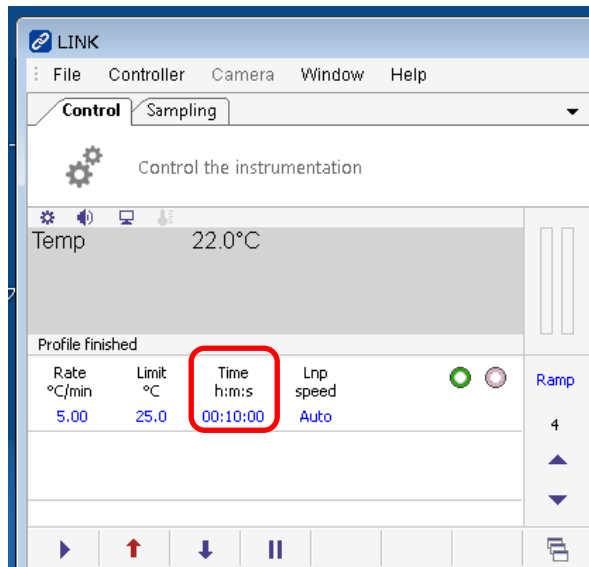 LINK
File Controller Camera Window Help
Control Sampling
Control the instrumentation
Temp 22.0°C
Profile finished
Rate Limit Time Lnp
°C/min °C h:m:s speed
Ramp
5.00 25.0 00:10:00 Auto
4